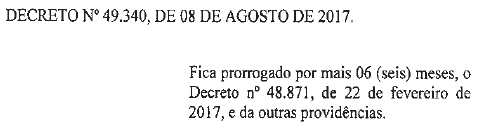 DECRETO Nº 49.340, DE 08 DE AGOSTO DE 2017.
Fica prorrogado por mais 06 (seis) meses, o
Decreto nº 48.871, de 22 de fevereiro de
2017, e da outras providências.